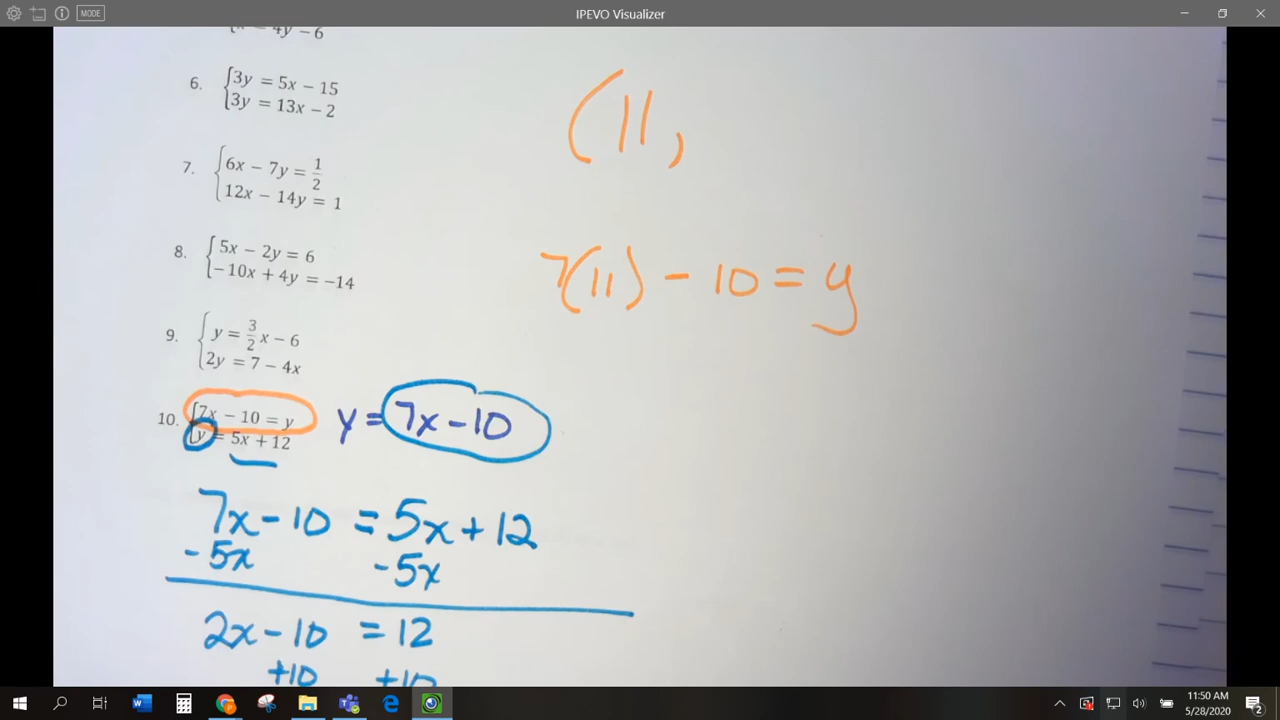 MODE
IPEVO Visualizer
4y - 6
6. 3y = 5x - 15
3y = 13x - 2
7. 6x - 7y = 1/2
12x - 14y = 1
8. 5x - 2y = 6
-10x + 4y = -14
9. y = 3/2 x - 6
2y = 7 - 4x
10. 7x - 10 = y
y = 5x + 12
y = 7x - 10
(11,
7(11) - 10 = y
7x - 10 = 5x + 12
-5x -5x
2x - 10 = 12
+10 +10
11:50 AM
5/28/2020
2